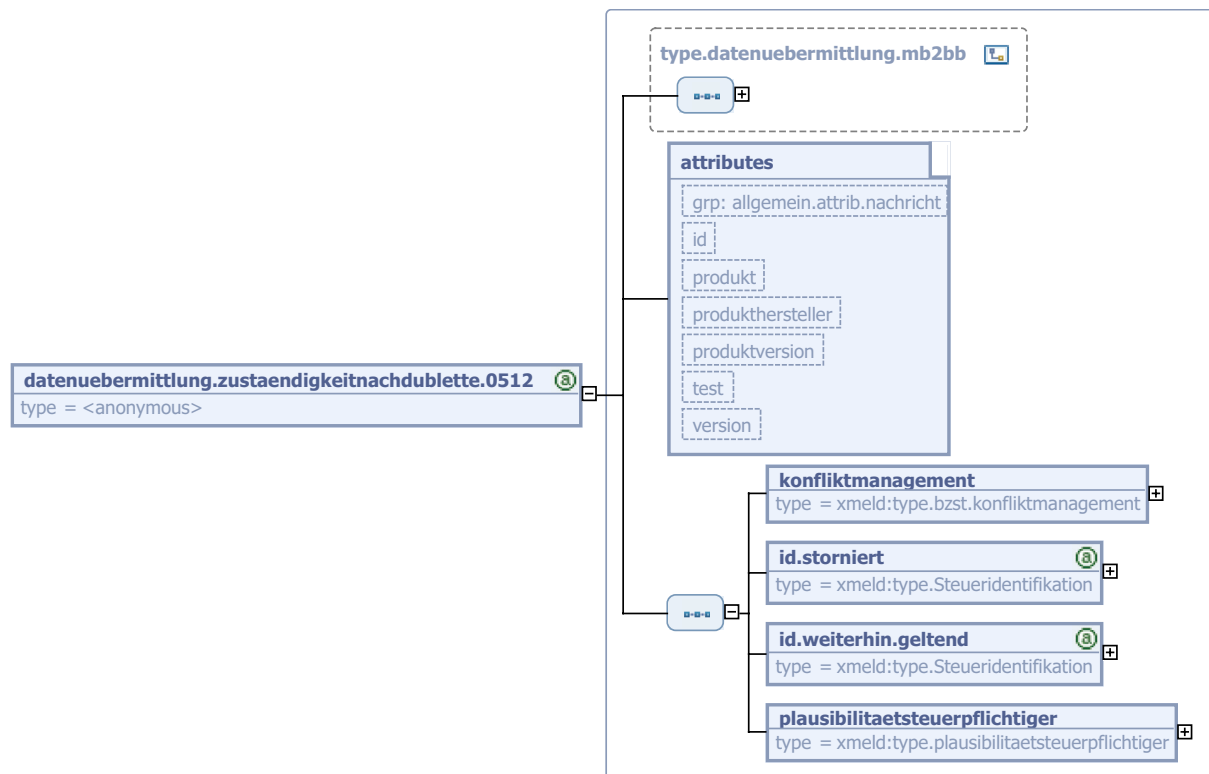 type.datenuebermittlung.mb2bb
attributes
grp: allgemein.attrib.nachricht
id
produkt
produkthersteller
produktversion
test
version
datenuebermittlung.zustaendigkeitnachdublette.0512
type = <anonymous>
konfliktmanagement
type = xmeld:type.bzst.konfliktmanagement
id.storniert
type = xmeld:type.Steueridentifikation
id.weiterhin.geltend
type = xmeld:type.Steueridentifikation
plausibilitaetsteuerpflichtiger
type = xmeld:type.plausibilitaetsteuerpflichtiger